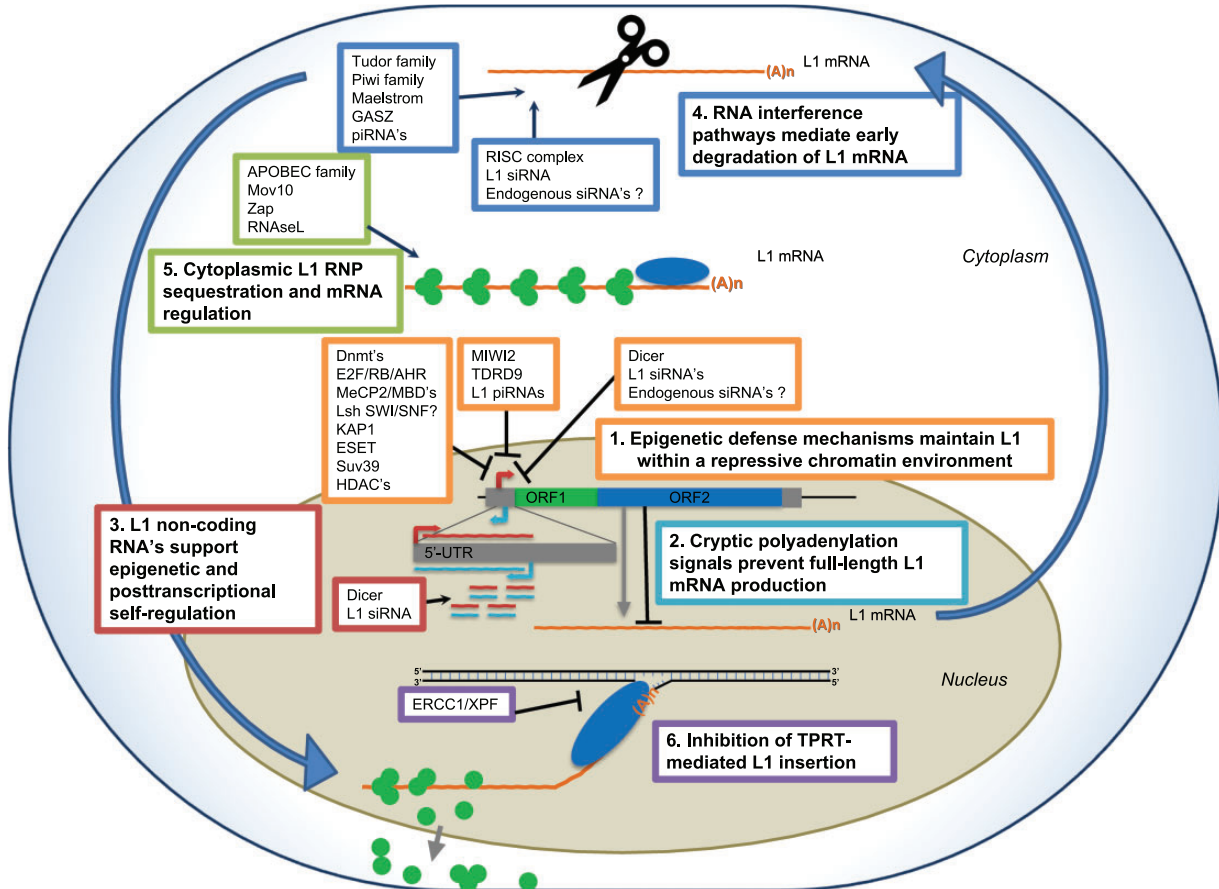 Tudor family
Piwi family
Maelstrom
GASZ
piRNA's
(A)n
L1 mRNA
4. RNA interference
pathways mediate early
degradation of L1 mRNA
RISC complex
L1 siRNA
Endogenous siRNA's ?
APOBEC family
Mov10
Zap
RNAseL
5. Cytoplasmic L1 RNP
sequestration and mRNA
regulation
(A)n
L1 mRNA
Cytoplasm
Dnmt's
E2F/RB/AHR
MeCP2/MBD's
Lsh SWI/SNF?
KAP1
ESET
Suv39
HDAC's
MIWI2
TDRD9
L1 piRNAs
Dicer
L1 siRNA's
Endogenous siRNA's ?
1. Epigenetic defense mechanisms maintain L1
within a repressive chromatin environment
ORF1
ORF2
5'-UTR
2. Cryptic polyadenylation
signals prevent full-length L1
mRNA production
3. L1 non-coding
RNA's support
epigenetic and
posttranscriptional
self-regulation
Dicer
L1 siRNA
(A)n
L1 mRNA
Nucleus
5'
3'
3'
5'
ERCC1/XPF
(A)n
6. Inhibition of TPRT-
mediated L1 insertion